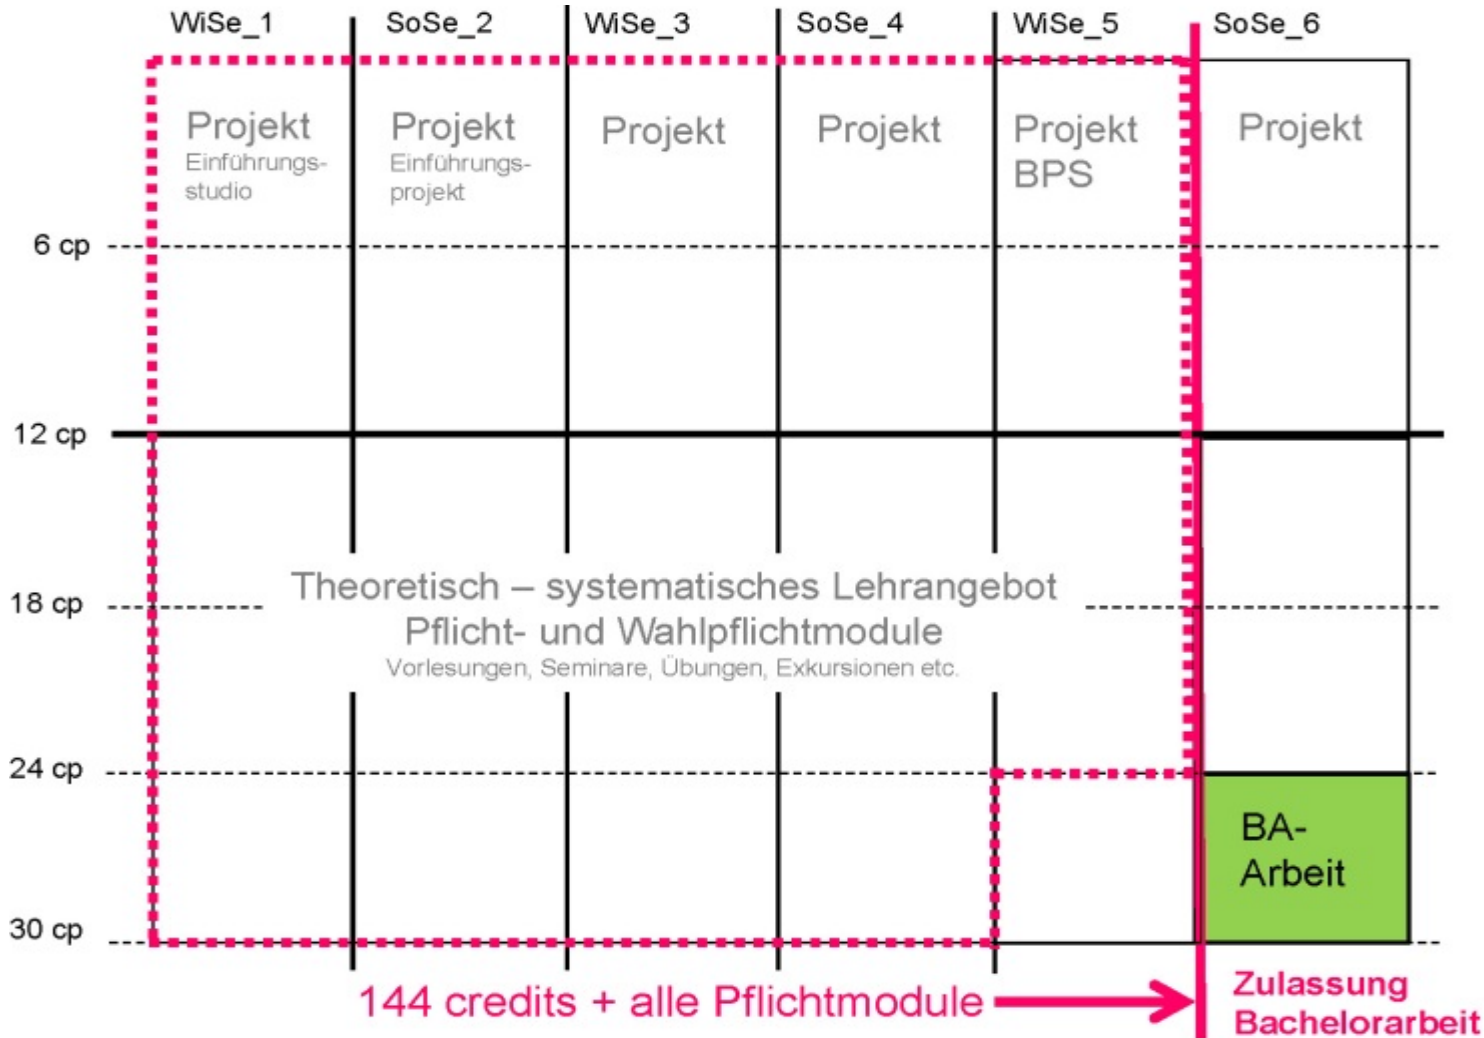 WiSe_1
SoSe_2
WiSe_3
SoSe_4
WiSe_5
SoSe_6
Projekt
Einführungs-
studio
Projekt
Einführungs-
projekt
Projekt
Projekt
Projekt
BPS
Projekt
6 cp
12 cp
Theoretisch – systematisches Lehrangebot
18 cp
Pflicht- und Wahlpflichtmodule
Vorlesungen, Seminare, Übungen, Exkursionen etc.
24 cp
BA-
Arbeit
30 cp
144 credits + alle Pflichtmodule
Zulassung
Bachelorarbeit